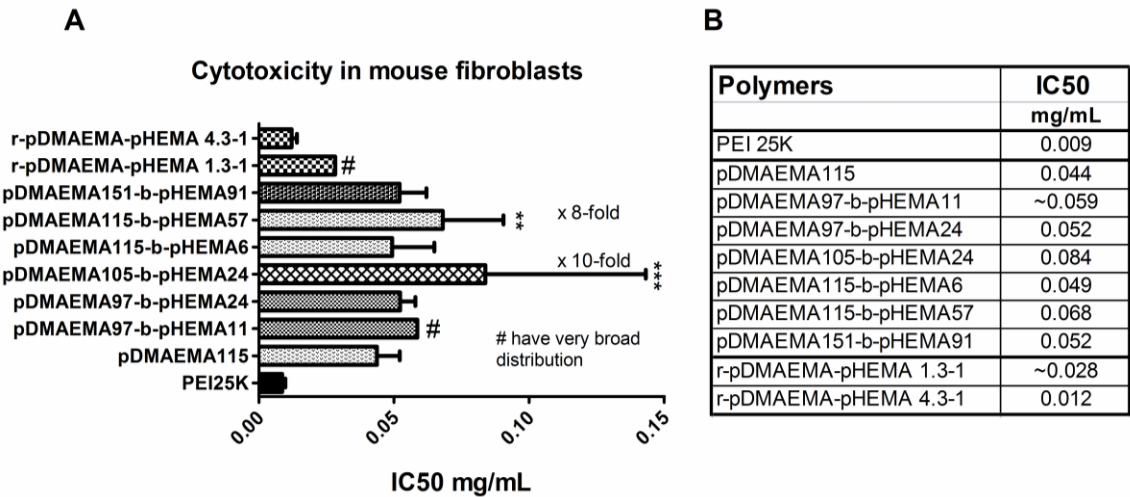 A
Cytotoxicity in mouse fibroblasts
r-pDMAEMA-pHEMA 4.3-1
r-pDMAEMA-pHEMA 1.3-1
#
pDMAEMA151-b-pHEMA91
pDMAEMA115-b-pHEMA57
**
x 8-fold
pDMAEMA115-b-pHEMA6
pDMAEMA105-b-pHEMA24
x 10-fold
***
pDMAEMA97-b-pHEMA24
pDMAEMA97-b-pHEMA11
#
# have very broad
distribution
pDMAEMA115
PEI25K
0.00
0.05
0.10
0.15
IC50 mg/mL
B
Polymers IC50
mg/mL
PEI 25K 0.009
pDMAEMA115 0.044
pDMAEMA97-b-pHEMA11 ~0.059
pDMAEMA97-b-pHEMA24 0.052
pDMAEMA105-b-pHEMA24 0.084
pDMAEMA115-b-pHEMA6 0.049
pDMAEMA115-b-pHEMA57 0.068
pDMAEMA151-b-pHEMA91 0.052
r-pDMAEMA-pHEMA 1.3-1 ~0.028
r-pDMAEMA-pHEMA 4.3-1 0.012